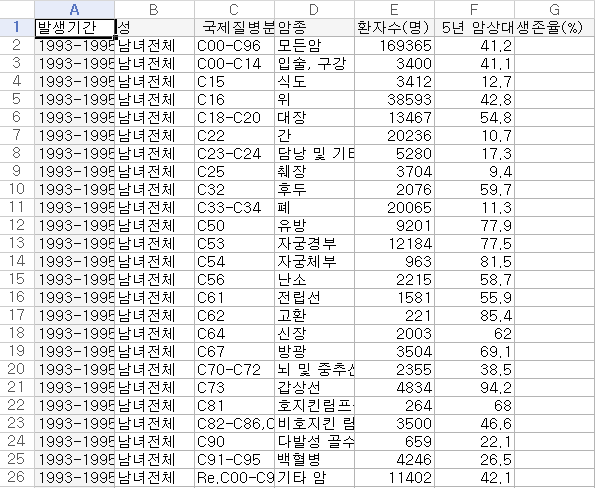 A B C D E F G
1 발생기간 성 국제질병분 암종 환자수(명) 5년 암상대생존율(%)
2 1993-1995 남녀전체 C00-C96 모든암 169365 41.2
3 1993-1995 남녀전체 C00-C14 입술, 구강 3400 41.1
4 1993-1995 남녀전체 C15 식도 3412 12.7
5 1993-1995 남녀전체 C16 위 38593 42.8
6 1993-1995 남녀전체 C18-C20 대장 13467 54.8
7 1993-1995 남녀전체 C22 간 20236 10.7
8 1993-1995 남녀전체 C23-C24 담낭 및 기타 5280 17.3
9 1993-1995 남녀전체 C25 췌장 3704 9.4
10 1993-1995 남녀전체 C32 후두 2076 59.7
11 1993-1995 남녀전체 C33-C34 폐 20065 11.3
12 1993-1995 남녀전체 C50 유방 9201 77.9
13 1993-1995 남녀전체 C53 자궁경부 12184 77.5
14 1993-1995 남녀전체 C54 자궁체부 963 81.5
15 1993-1995 남녀전체 C56 난소 2215 58.7
16 1993-1995 남녀전체 C61 전립선 1581 55.9
17 1993-1995 남녀전체 C62 고환 221 85.4
18 1993-1995 남녀전체 C64 신장 2003 62
19 1993-1995 남녀전체 C67 방광 3504 69.1
20 1993-1995 남녀전체 C70-C72 뇌 및 중추신 2355 38.5
21 1993-1995 남녀전체 C73 갑상선 4834 94.2
22 1993-1995 남녀전체 C81 호지킨림프 264 68
23 1993-1995 남녀전체 C82-C86,C 비호지킨 림 3500 46.6
24 1993-1995 남녀전체 C90 다발성 골수 659 22.1
25 1993-1995 남녀전체 C91-C95 백혈병 4246 26.5
26 1993-1995 남녀전체 Re.C00-C9 기타 암 11402 42.1